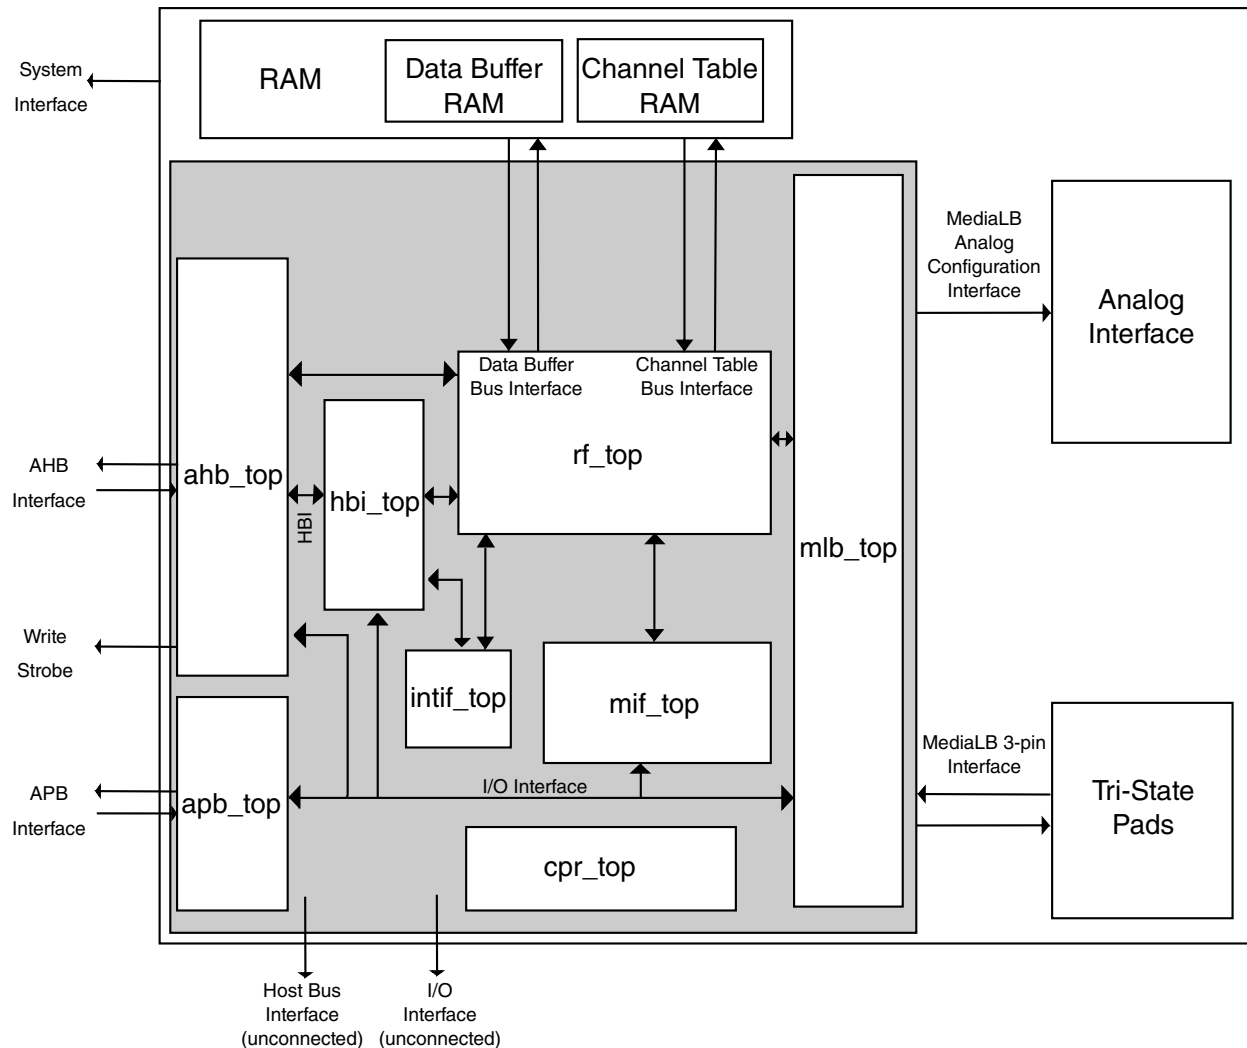 System
Interface
RAM
Data Buffer
RAM
Channel Table
RAM
MediaLB
Analog
Configuration
Interface
Analog
Interface
Data Buffer
Bus Interface
Channel Table
Bus Interface
rf_top
AHB
Interface
ahb_top
HBI
hbi_top
mlb_top
Write
Strobe
intif_top
mif_top
APB
Interface
apb_top
I/O Interface
cpr_top
MediaLB 3-pin
Interface
Tri-State
Pads
Host Bus
Interface
(unconnected)
I/O
Interface
(unconnected)